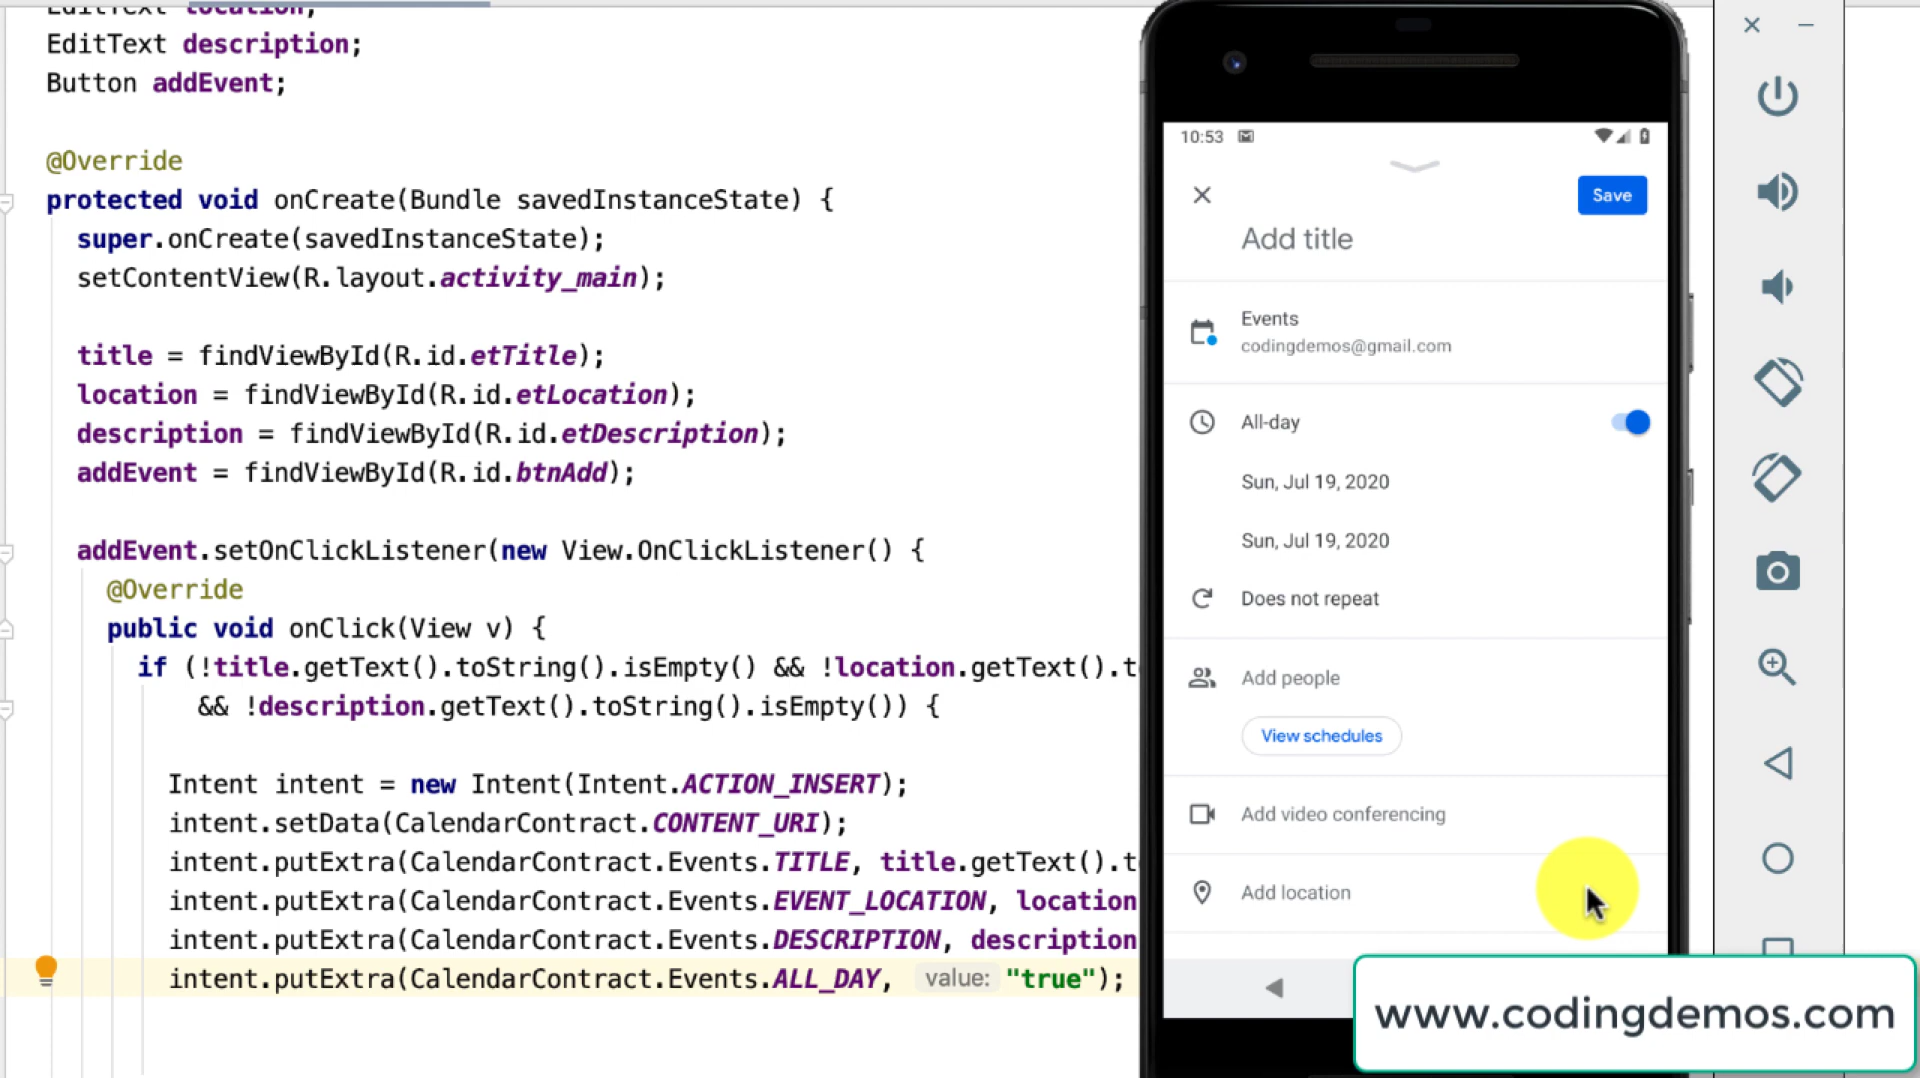 EditText location;
EditText description;
Button addEvent;
@Override
protected void onCreate(Bundle savedInstanceState) {
super.onCreate(savedInstanceState);
setContentView(R.layout.activity_main);
title = findViewById(R.id.etTitle);
location = findViewById(R.id.etLocation);
description = findViewById(R.id.etDescription);
addEvent = findViewById(R.id.btnAdd);
addEvent.setOnClickListener(new View.OnClickListener() {
@Override
public void onClick(View v) {
if (!title.getText().toString().isEmpty() && !location.getText().to
&& !description.getText().toString().isEmpty()) {
Intent intent = new Intent(Intent.ACTION_INSERT);
intent.setData(CalendarContract.CONTENT_URI);
intent.putExtra(CalendarContract.Events.TITLE, title.getText().to
intent.putExtra(CalendarContract.Events.EVENT_LOCATION, location
intent.putExtra(CalendarContract.Events.DESCRIPTION, description
intent.putExtra(CalendarContract.Events.ALL_DAY, value: "true");
10:53
Save
Add title
Events
codingdemos@gmail.com
All-day
Sun, Jul 19, 2020
Sun, Jul 19, 2020
Does not repeat
Add people
View schedules
Add video conferencing
Add location
www.codingdemos.com